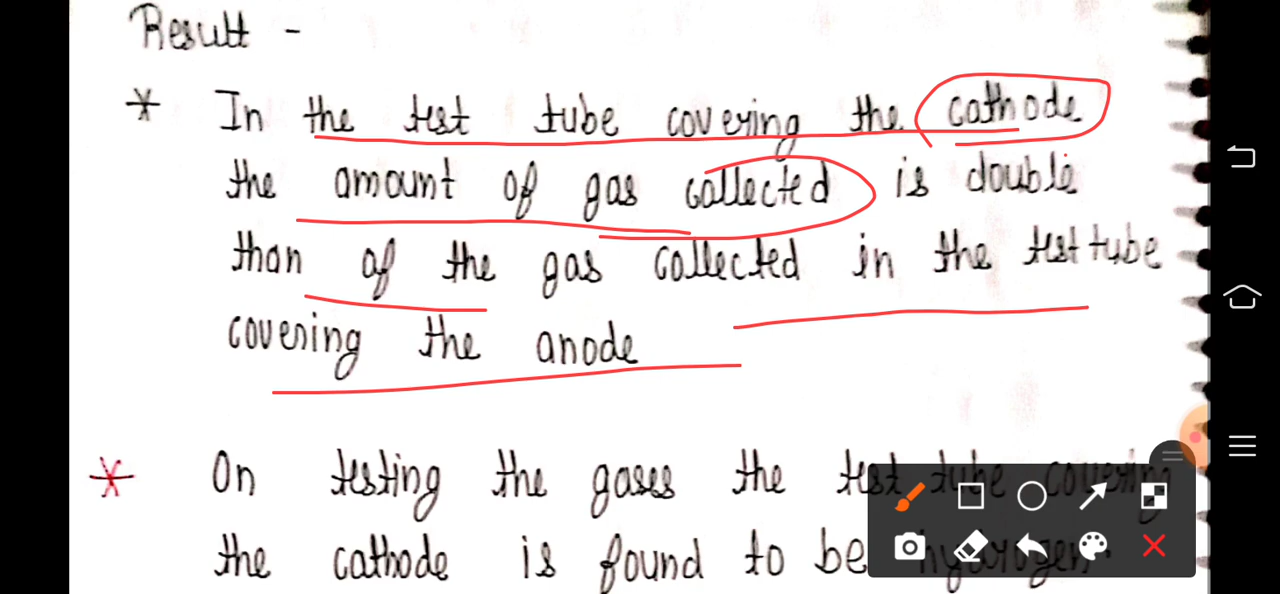 Result -
* In the test tube covering the cathode
the amount of gas collected is double
than of the gas collected in the test tube
covering the anode
* On testing the gases the test tube covering
the cathode is found to be hydrogen.